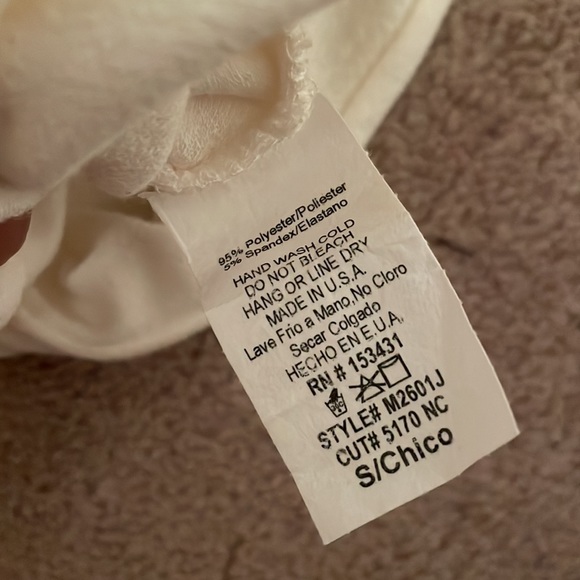 95% Polyester/Poliester
5% Spandex/Elastano
HAND WASH COLD
DO NOT BLEACH
HANG OR LINE DRY
MADE IN U.S.A.
Lave Frío a Mano,No Cloro
Secar Colgado
HECHO EN E.U.A.
RN # 153431
STYLE# M2601J
CUT# 5170 NC
S/Chico